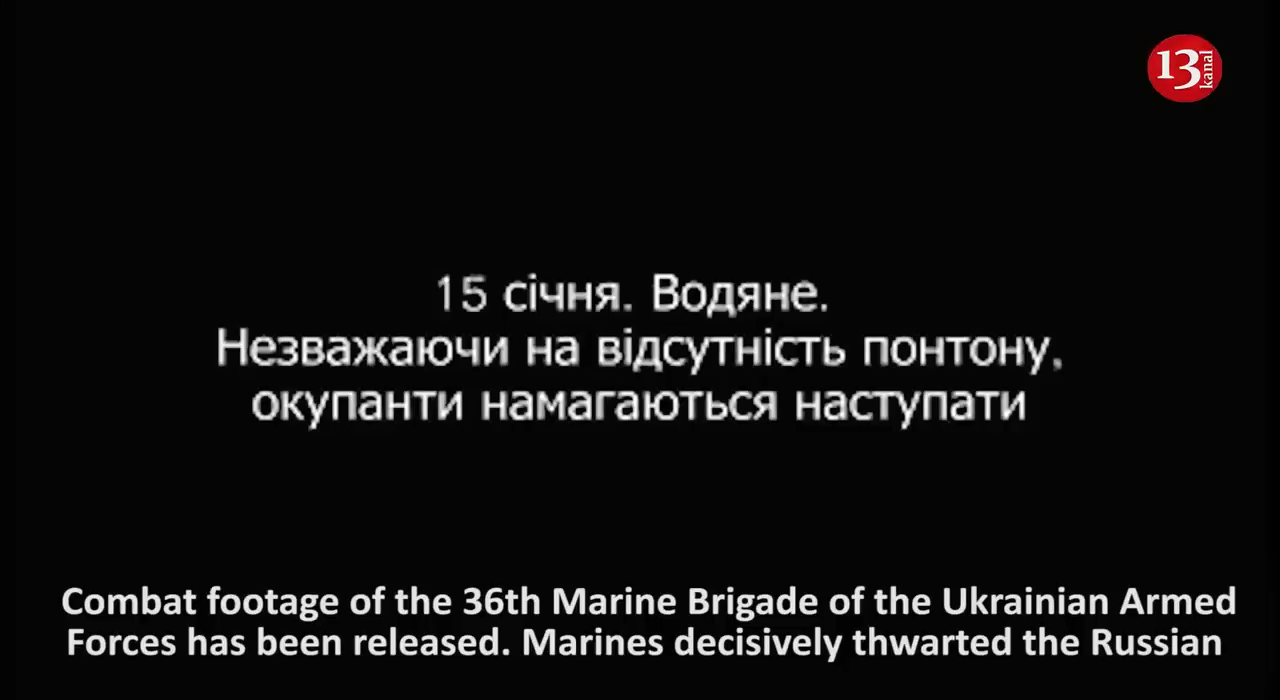 13 kanal
15 січня. Водяне.
Незважаючи на відсутність понтону,
окупанти намагаються наступати
Combat footage of the 36th Marine Brigade of the Ukrainian Armed
Forces has been released. Marines decisively thwarted the Russian